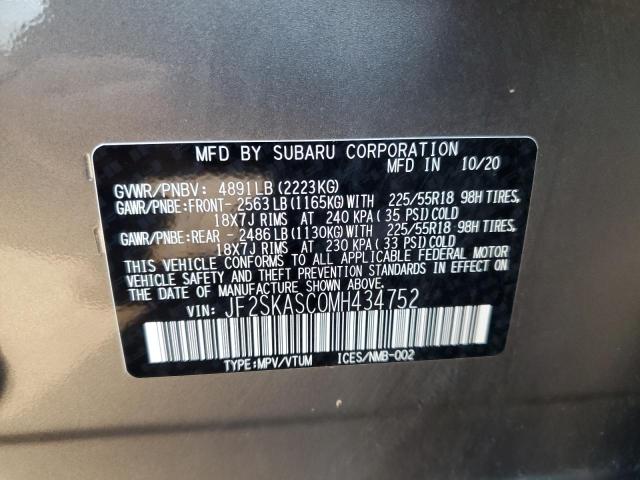 MFD BY SUBARU CORPORATION
MFD IN 10/20
GVWR/PNBV: 4891LB (2223KG)
GAWR/PNBE:FRONT- 2563LB (1165KG)WITH 225/55R18 98H TIRES,
18X7J RIMS AT 240 KPA (35 PSI)COLD
GAWR/PNBE:REAR - 2486LB (1130KG)WITH 225/55R18 98H TIRES,
18X7J RIMS AT 230 KPA (33 PSI)COLD
THIS VEHICLE CONFORMS TO ALL APPLICABLE FEDERAL MOTOR
VEHICLE SAFETY AND THEFT PREVENTION STANDARDS IN EFFECT ON
THE DATE OF MANUFACTURE SHOWN ABOVE.
VIN: JF2SKASC0MH434752
TYPE:MPV/VTUM ICES/NMB-002